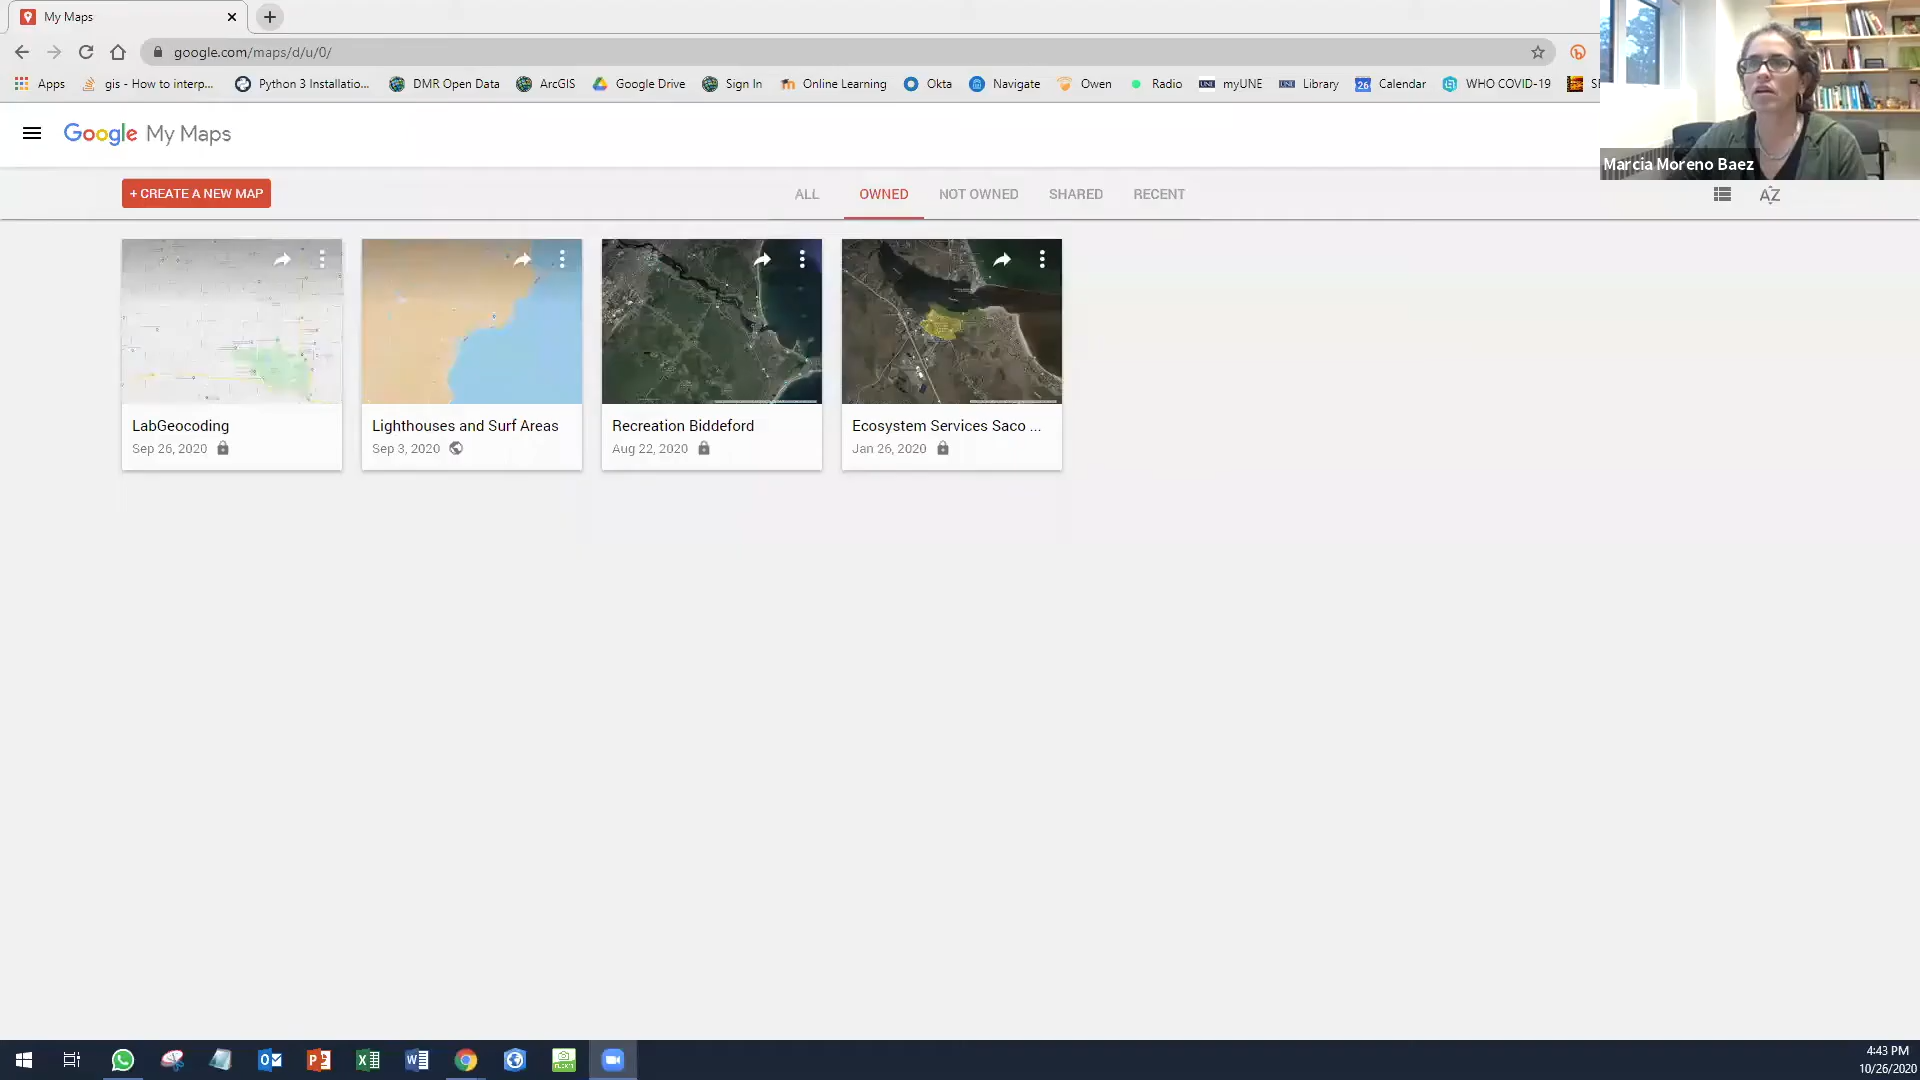 My Maps
google.com/maps/d/u/0/
Apps
gis - How to interp...
Python 3 Installatio...
DMR Open Data
ArcGIS
Google Drive
Sign In
Online Learning
Okta
Navigate
Owen
Radio
UNE myUNE
UNE Library
26 Calendar
WHO COVID-19
Google My Maps
Marcia Moreno Baez
+ CREATE A NEW MAP
ALL
OWNED
NOT OWNED
SHARED
RECENT
AZ
LabGeocoding
Sep 26, 2020
Lighthouses and Surf Areas
Sep 3, 2020
Recreation Biddeford
Aug 22, 2020
Ecosystem Services Saco ...
Jan 26, 2020
4:43 PM
10/26/2020